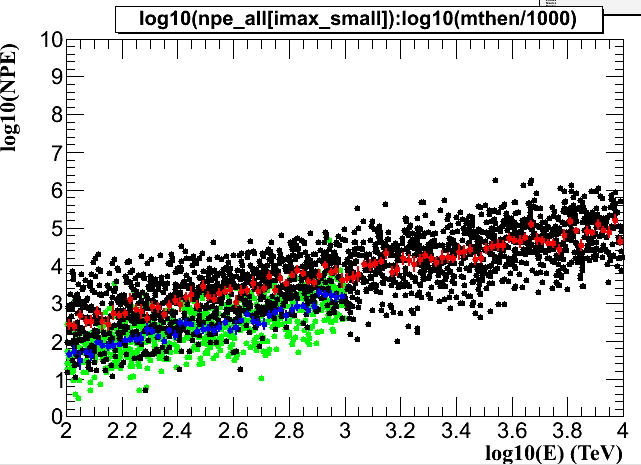 log10(npe_all[imax_small]):log10(mthen/1000)
log10(NPE)
10
9
8
7
6
5
4
3
2
1
0
2 2.2 2.4 2.6 2.8 3 3.2 3.4 3.6 3.8 4
log10(E) (TeV)